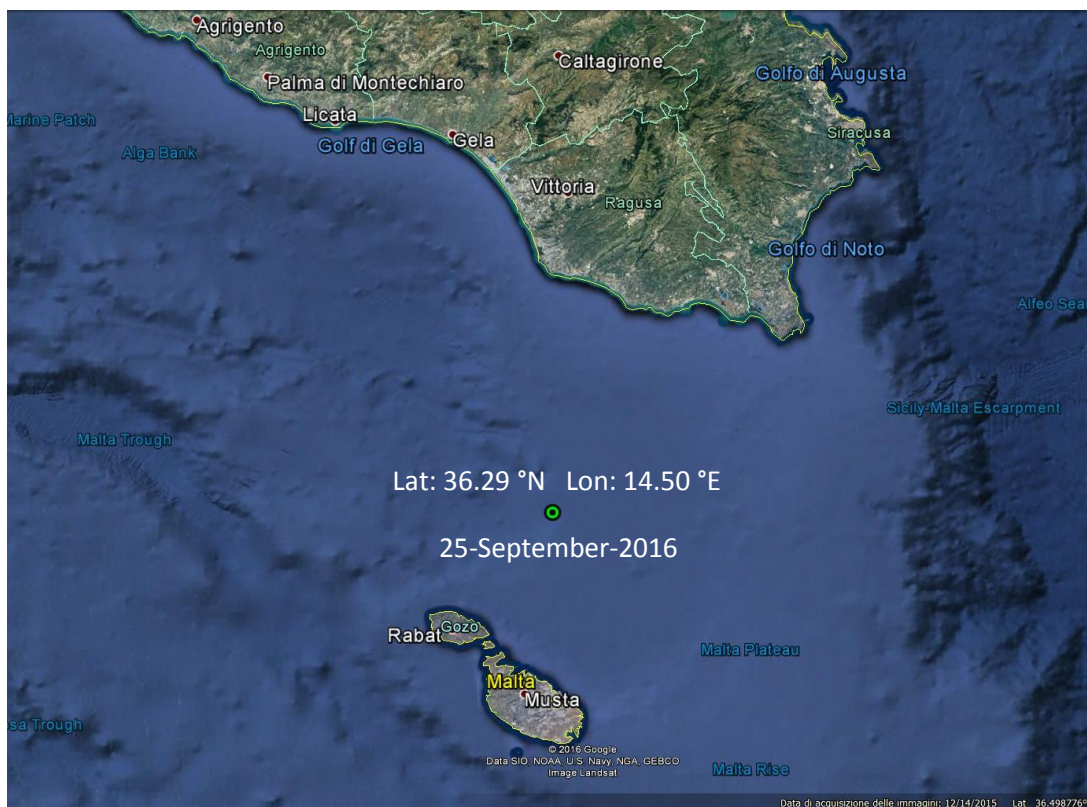 Agrigento
Agrigento
Caltagirone
Golfo di Augusta
Palma di Montechiaro
Licata
Marine Patch
Siracusa
Gela
Golf di Gela
Alga Bank
Vittoria
Ragusa
Golfo di Noto
Alfeo Sea
Sicily-Malta Escarpment
Malta Trough
Lat: 36.29 °N Lon: 14.50 °E
25-September-2016
Gozo
Rabat
Malta Plateau
Malta
Musta
sa Trough
© 2016 Google
Data SIO, NOAA, U.S. Navy, NGA, GEBCO
Image Landsat
Malta Rise
Data di acquisizione delle immagini: 12/14/2015 Lat 36.498776°